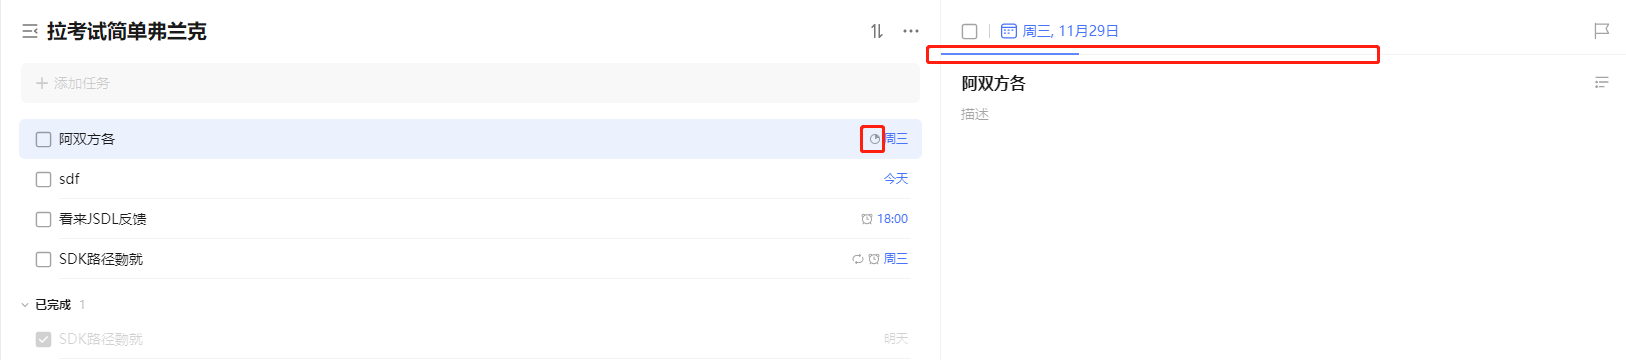 拉考试简单弗兰克
添加任务
阿双方各
周三
sdf
今天
看来JSDL反馈
18:00
SDK路径勠就
周三
已完成 1
SDK路径勠就
明天
周三, 11月29日
阿双方各
描述